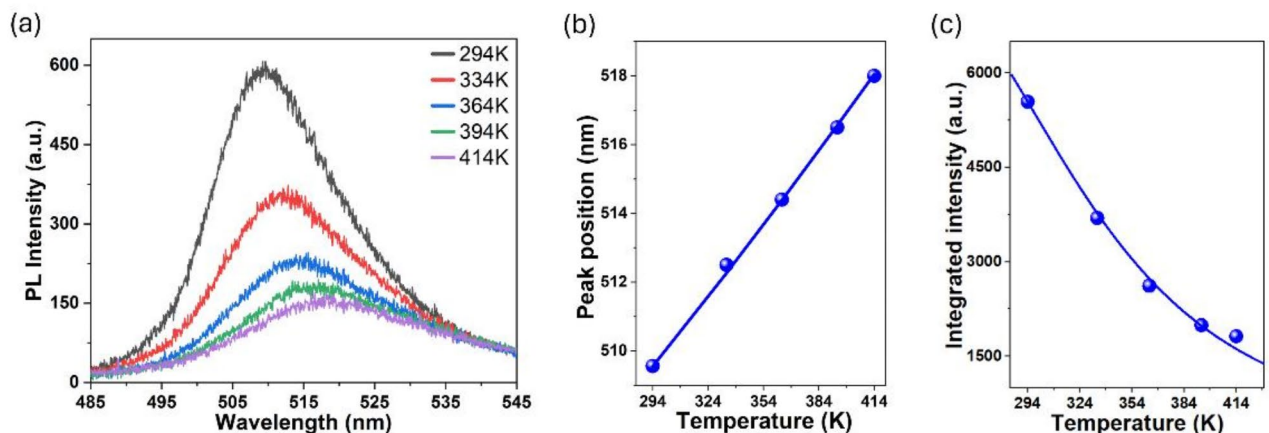 (a)
PL Intensity (a.u.)
600
450
300
150
0
294K
334K
364K
394K
414K
485 495 505 515 525 535 545
Wavelength (nm)
(b)
Peak position (nm)
518
516
514
512
510
294 324 354 384 414
Temperature (K)
(c)
Integrated intensity (a.u.)
6000
4500
3000
1500
294 324 354 384 414
Temperature (K)